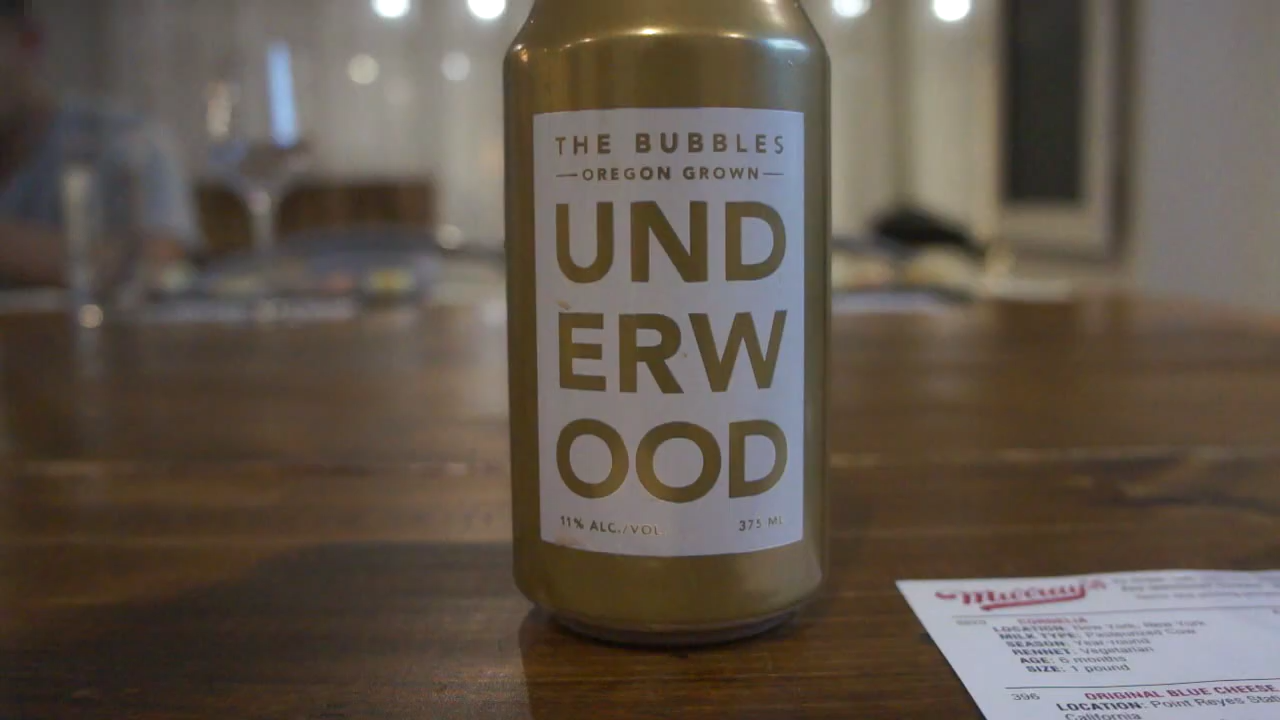 THE BUBBLES
OREGON GROWN
UND
ERW
OOD
11% ALC./VOL
375 ML
Murray's
CORNELIA
LOCATION: New York, New York
MILK TYPE: Pasteurized Cow
SEASON: Year-round
RENNET: Vegetarian
AGE: 6 months
SIZE: 1 pound
396
ORIGINAL BLUE CHEESE
LOCATION: Point Reyes
California